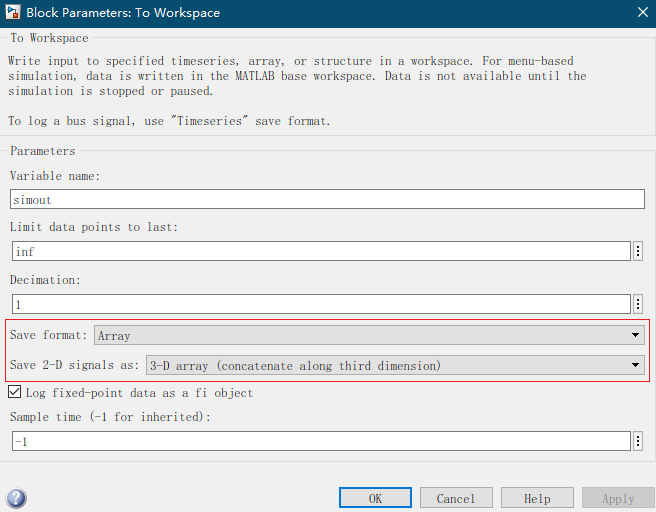 Block Parameters: To Workspace
To Workspace
Write input to specified timeseries, array, or structure in a workspace. For menu-based
simulation, data is written in the MATLAB base workspace. Data is not available until the
simulation is stopped or paused.
To log a bus signal, use "Timeseries" save format.
Parameters
Variable name:
simout
Limit data points to last:
inf
Decimation:
1
Save format: Array
Save 2-D signals as: 3-D array (concatenate along third dimension)
Log fixed-point data as a fi object
Sample time (-1 for inherited):
-1
? OK Cancel Help Apply